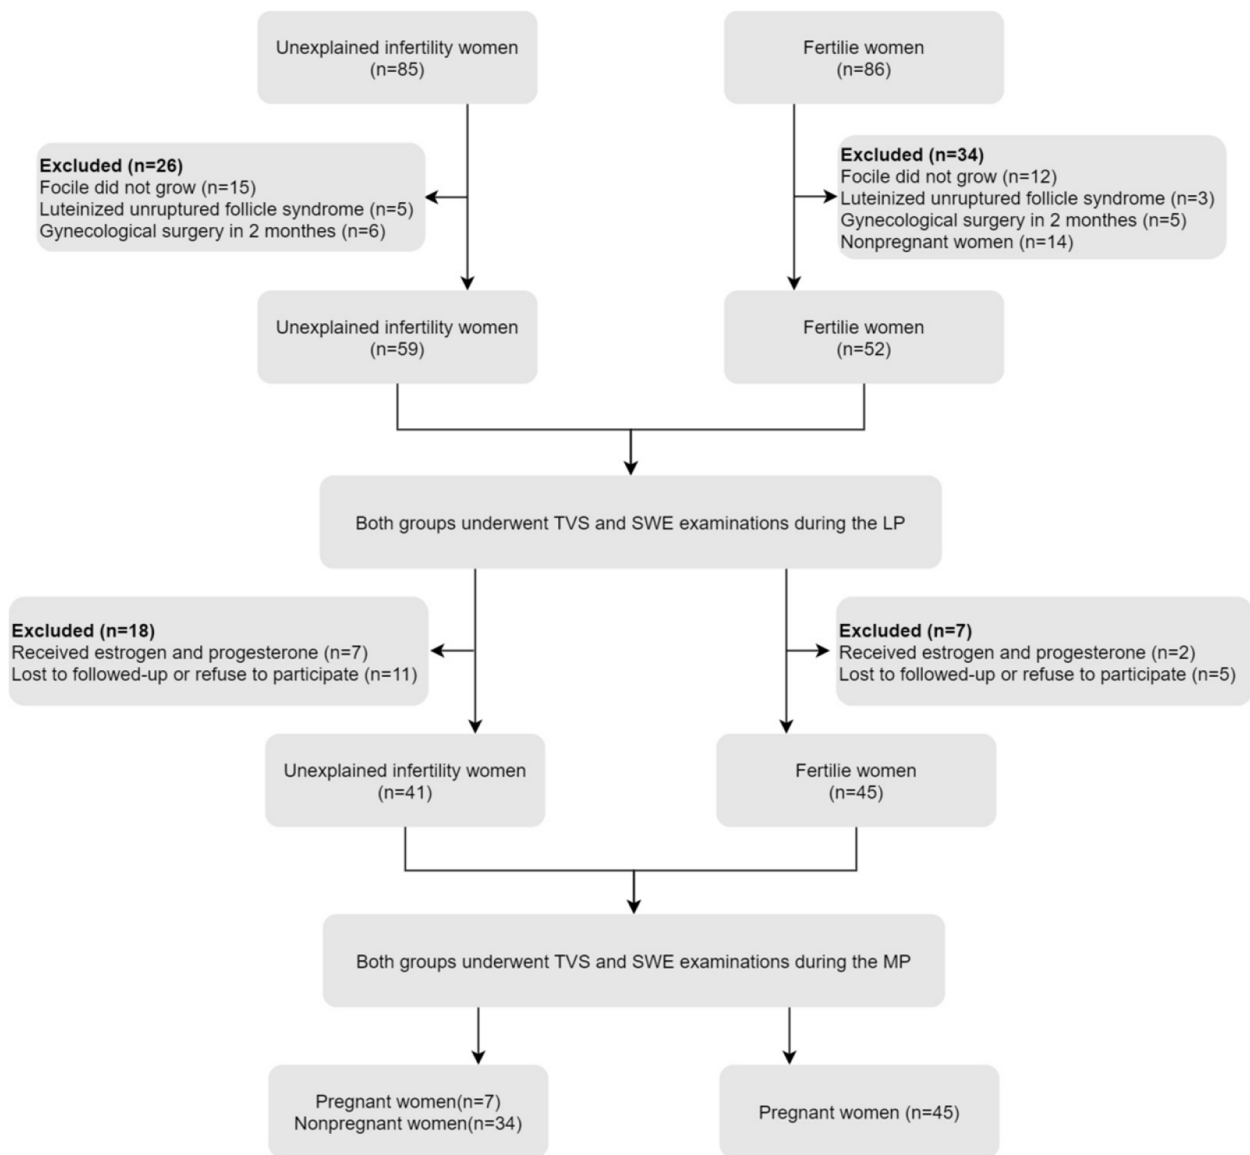 Unexplained infertility women
(n=85)
Fertilie women
(n=86)
Excluded (n=26)
Focile did not grow (n=15)
Luteinized unruptured follicle syndrome (n=5)
Gynecological surgery in 2 monthes (n=6)
Excluded (n=34)
Focile did not grow (n=12)
Luteinized unruptured follicle syndrome (n=3)
Gynecological surgery in 2 monthes (n=5)
Nonpregnant women (n=14)
Unexplained infertility women
(n=59)
Fertilie women
(n=52)
Both groups underwent TVS and SWE examinations during the LP
Excluded (n=18)
Received estrogen and progesterone (n=7)
Lost to followed-up or refuse to participate (n=11)
Excluded (n=7)
Received estrogen and progesterone (n=2)
Lost to followed-up or refuse to participate (n=5)
Unexplained infertility women
(n=41)
Fertilie women
(n=45)
Both groups underwent TVS and SWE examinations during the MP
Pregnant women(n=7)
Nonpregnant women(n=34)
Pregnant women (n=45)